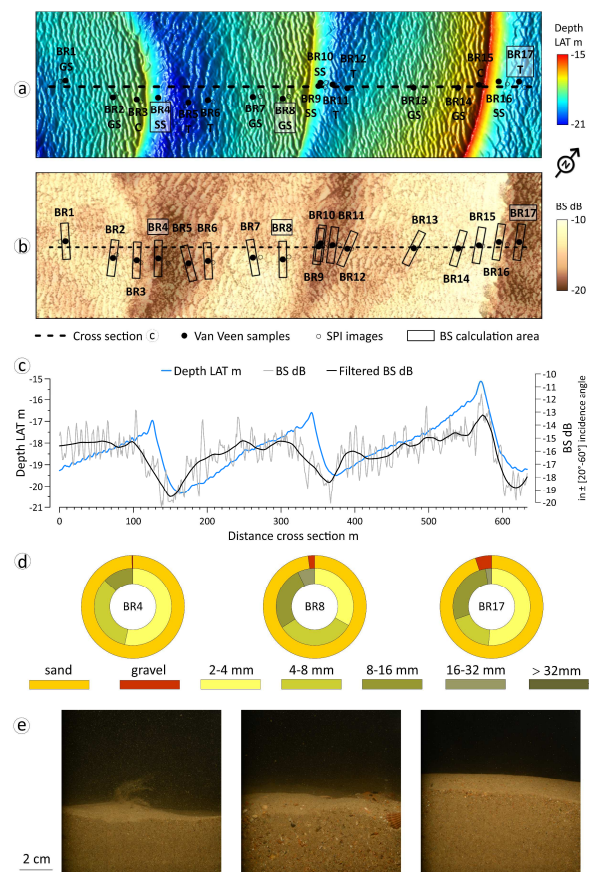 Depth
LAT m
-15
-21
BR1
GS
BR2
GS
BR3
C
BR4
SS
BR5
T
BR6
T
BR7
GS
BR8
GS
BR10
SS
BR9
SS
BR12
T
BR11
T
BR13
GS
BR14
GS
BR15
C
BR16
SS
BR17
T
a
BS dB
-10
-20
BR1
BR2
BR3
BR4
BR5
BR6
BR7
BR8
BR9
BR10
BR11
BR12
BR13
BR14
BR15
BR16
BR17
b
Cross section c
Van Veen samples
SPI images
BS calculation area
c
Depth LAT m
BS dB
Filtered BS dB
Depth LAT m
-15
-16
-17
-18
-19
-20
-21
-10
-11
-12
-13
-14
-15
-16
-17
-18
-19
-20
BS dB
in ± [20°-60°] incidence angle
0 100 200 300 400 500 600
Distance cross section m
d
BR4
BR8
BR17
sand gravel 2-4 mm 4-8 mm 8-16 mm 16-32 mm > 32mm
e
2 cm